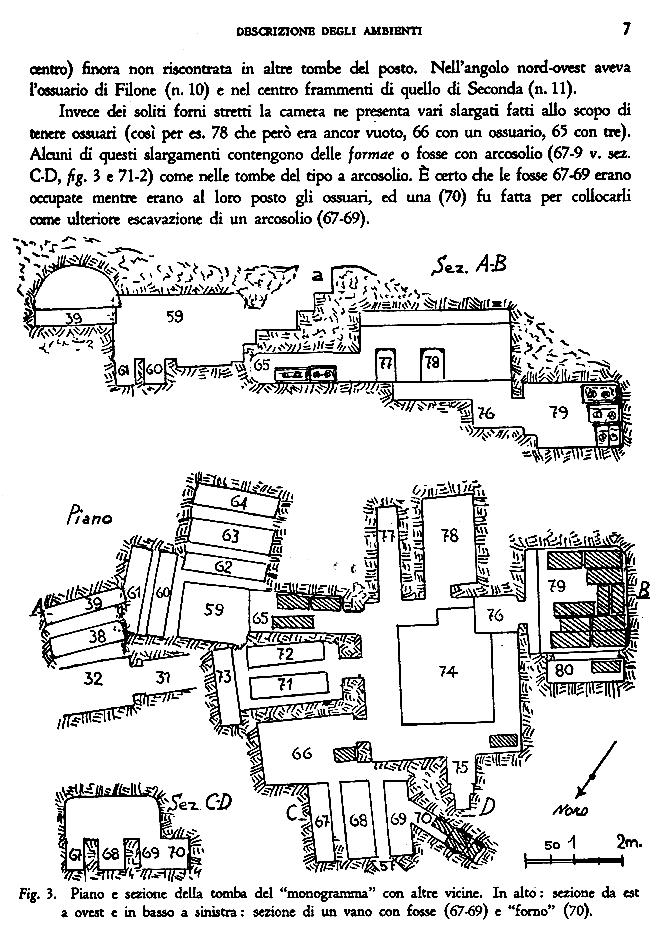 DESCRIZIONE DEGLI AMBIENTI 7
centro) finora non riscontrata in altre tombe del posto. Nell'angolo nord-ovest aveva
l'ossuario di Filone (n. 10) e nel centro frammenti di quello di Seconda (n. 11).
Invece dei soliti forni stretti la camera ne presenta vari slargati fatti allo scopo di
tenere ossuari (così per es. 78 che però era ancor vuoto, 66 con un ossuario, 65 con tre).
Alcuni di questi slargamenti contengono delle formae o fosse con arcosolio (67-9 v. sez.
C-D, fig. 3 e 71-2) come nelle tombe del tipo a arcosolio. È certo che le fosse 67-69 erano
occupate mentre erano al loro posto gli ossuari, ed una (70) fu fatta per collocarli
come ulteriore escavazione di un arcosolio (67-69).
a Sez. A-B
39 59
61 60 65 77 78
76 79
Piano
64
63 77 78
62
A 39 61 60 59 65 76 79 B
38
32 31 73 72 74 80
71
66 75
Sez C-D C D
67 68 69 70
67 68 69 70
51
Nord
50 1 2m.
Fig. 3. Piano e sezione della tomba del "monogramma" con altre vicine. In alto: sezione da est
a ovest e in basso a sinistra: sezione di un vano con fosse (67-69) e "forno" (70).